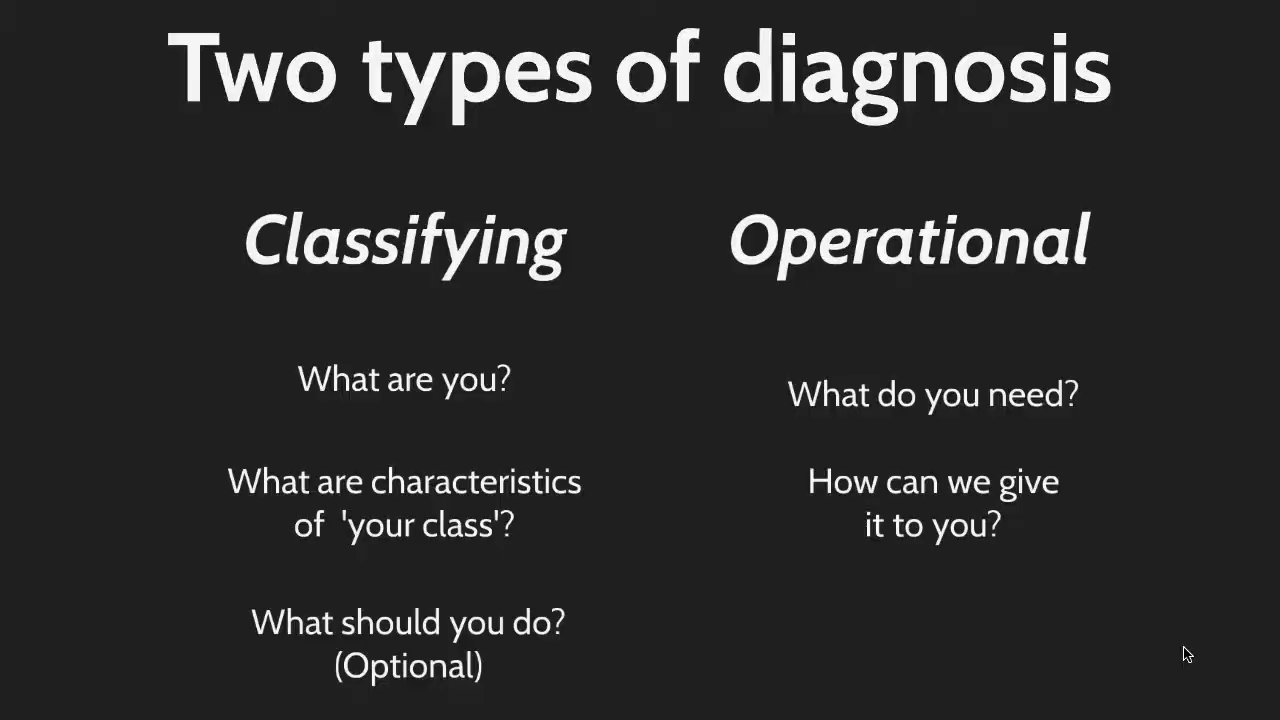 Two types of diagnosis
Classifying
What are you?
What are characteristics
of 'your class'?
What should you do?
(Optional)
Operational
What do you need?
How can we give
it to you?